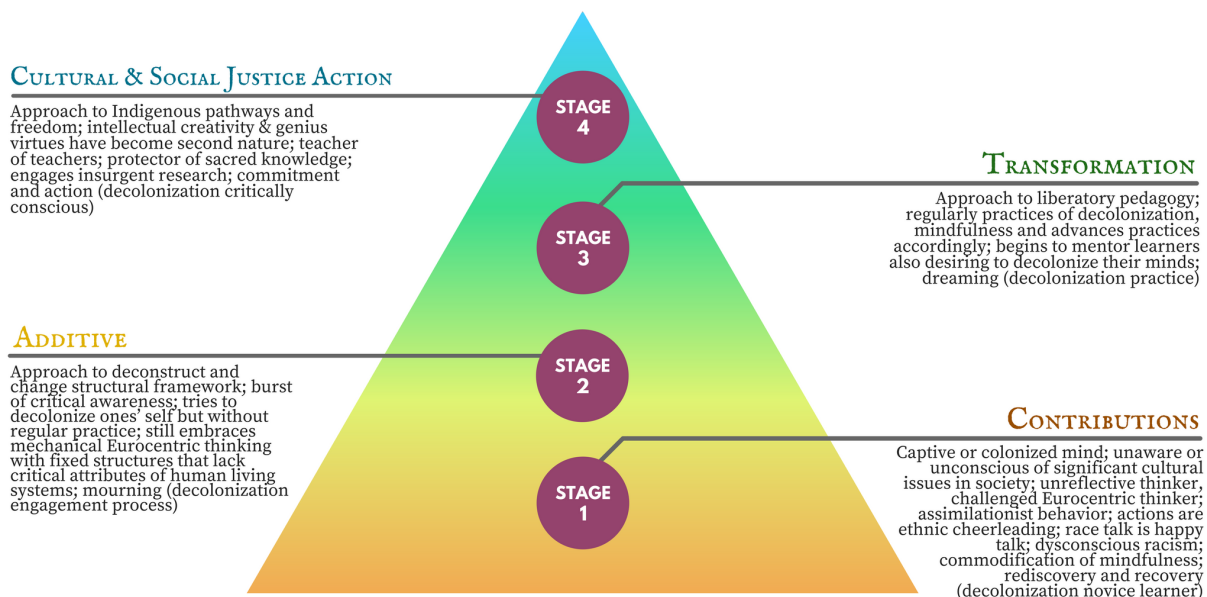 Cultural & Social Justice Action
Approach to Indigenous pathways and
freedom; intellectual creativity & genius
virtues have become second nature; teacher
of teachers; protector of sacred knowledge;
engages insurgent research; commitment
and action (decolonization critically
conscious)
STAGE
4
Transformation
Approach to liberatory pedagogy;
regularly practices of decolonization,
mindfulness and advances practices
accordingly; begins to mentor learners
also desiring to decolonize their minds;
dreaming (decolonization practice)
STAGE
3
Additive
Approach to deconstruct and
change structural framework; burst
of critical awareness; tries to
decolonize ones' self but without
regular practice; still embraces
mechanical Eurocentric thinking
with fixed structures that lack
critical attributes of human living
systems; mourning (decolonization
engagement process)
STAGE
2
Contributions
Captive or colonized mind; unaware or
unconscious of significant cultural
issues in society; unreflective thinker,
challenged Eurocentric thinker;
assimilationist behavior; actions are
ethnic cheerleading; race talk is happy
talk; dysconscious racism;
commodification of mindfulness;
rediscovery and recovery
(decolonization novice learner)
STAGE
1